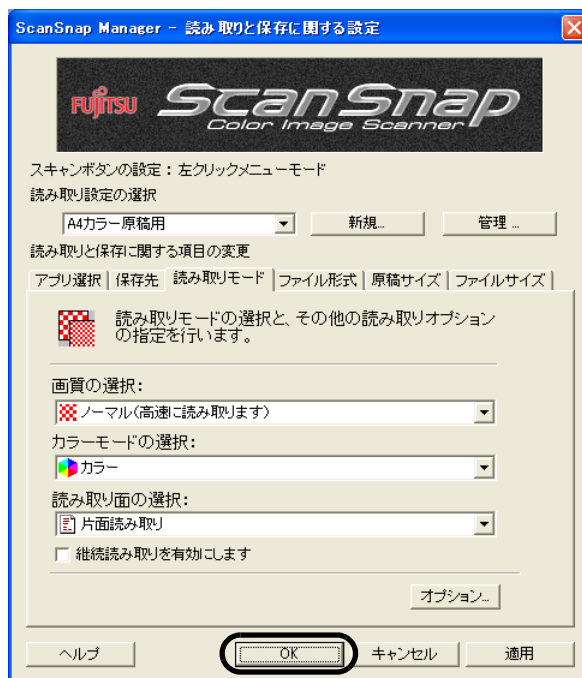 ScanSnap Manager - 読み取りと保存に関する設定
FUJITSU ScanSnap
Color Image Scanner
スキャンボタンの設定：左クリックメニューモード
読み取り設定の選択
A4カラー原稿用 新規... 管理 ...
読み取りと保存に関する項目の変更
アプリ選択 保存先 読み取りモード ファイル形式 原稿サイズ ファイルサイズ
読み取りモードの選択と、その他の読み取りオプション
の指定を行います。
画質の選択：
ノーマル(高速に読み取ります)
カラーモードの選択：
カラー
読み取り面の選択：
片面読み取り
継続読み取りを有効にします
オプション...
ヘルプ OK キャンセル 適用